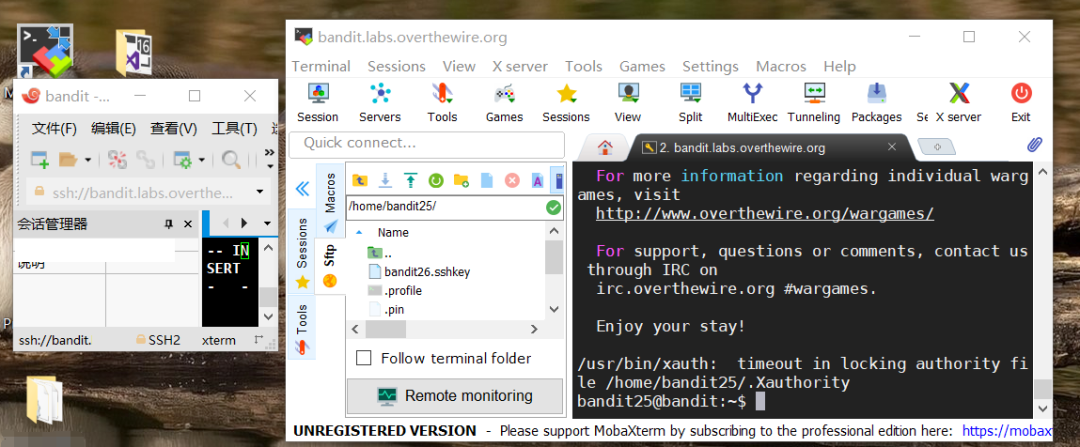 16
M
P
bandit -...
文件(F) 编辑(E) 查看(V) 工具(T)
ssh://bandit.labs.overthe...
会话管理器
说明
-- IN
SERT
- -
ssh://bandit. SSH2 xterm
bandit.labs.overthewire.org
Terminal Sessions View X server Tools Games Settings Macros Help
Session Servers Tools Games Sessions View Split MultiExec Tunneling Packages Se X server Exit
Quick connect...
2. bandit.labs.overthewire.org
Sessions
Tools
Macros
Sftp
/home/bandit25/
Name
..
bandit26.sshkey
.profile
.pin
Follow terminal folder
Remote monitoring
For more information regarding individual warg
ames, visit
http://www.overthewire.org/wargames/
For support, questions or comments, contact us
through IRC on
irc.overthewire.org #wargames.
Enjoy your stay!
/usr/bin/xauth:  timeout in locking authority fi
le /home/bandit25/.Xauthority
bandit25@bandit:~$
UNREGISTERED VERSION - Please support MobaXterm by subscribing to the professional edition here: https://mobax